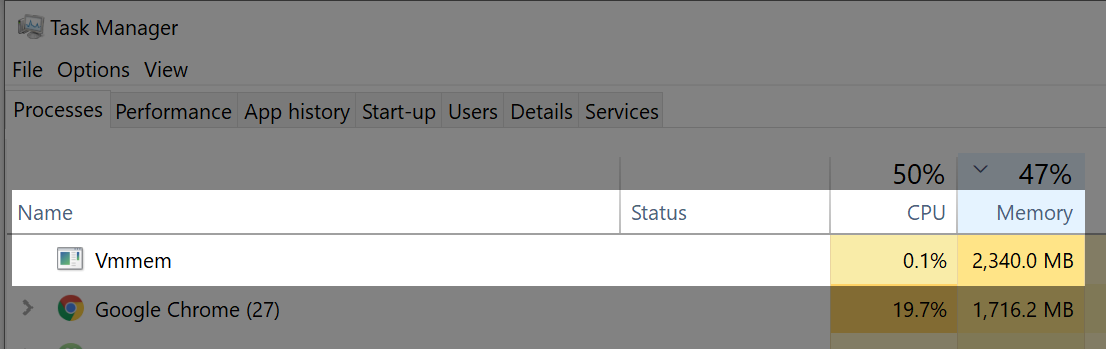 Task Manager
File Options View
Processes Performance App history Start-up Users Details Services
50% 47%
Name Status CPU Memory
Vmmem 0.1% 2,340.0 MB
Google Chrome (27) 19.7% 1,716.2 MB